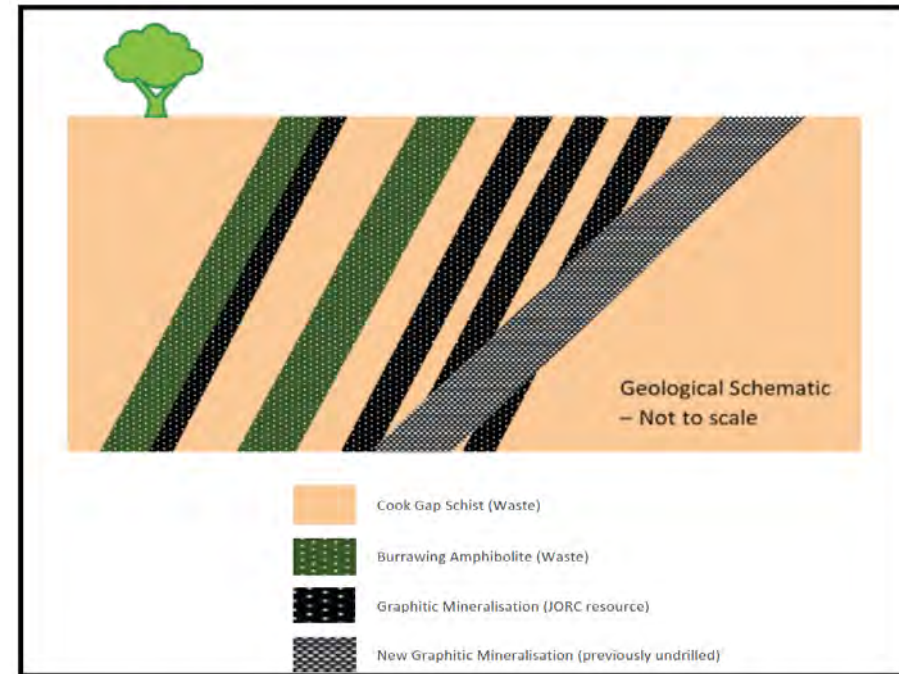 Geological Schematic
– Not to scale
Cook Gap Schist (Waste)
Burrawing Amphibolite (Waste)
Graphitic Mineralisation (JORC resource)
New Graphitic Mineralisation (previously undrilled)